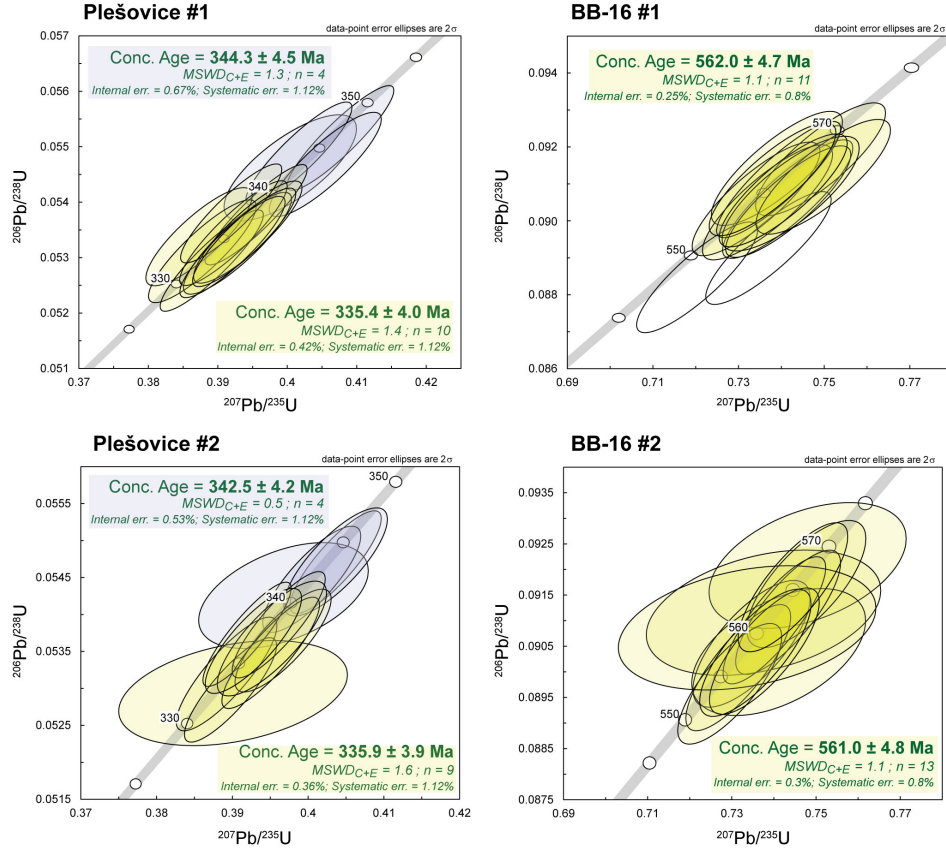 Plešovice #1
data-point error ellipses are 2σ
0.057
0.056
0.055
0.054
0.053
0.052
0.051
²⁰⁶Pb/²³⁸U
Conc. Age = 344.3 ± 4.5 Ma
MSWD_C+E = 1.3 ; n = 4
Internal err. = 0.67%; Systematic err. = 1.12%
350
340
330
Conc. Age = 335.4 ± 4.0 Ma
MSWD_C+E = 1.4 ; n = 10
Internal err. = 0.42%; Systematic err. = 1.12%
0.37 0.38 0.39 0.4 0.41 0.42
²⁰⁷Pb/²³⁵U
BB-16 #1
data-point error ellipses are 2σ
0.094
0.092
0.090
0.088
0.086
²⁰⁶Pb/²³⁸U
Conc. Age = 562.0 ± 4.7 Ma
MSWD_C+E = 1.1 ; n = 11
Internal err. = 0.25%; Systematic err. = 0.8%
570
550
0.69 0.71 0.73 0.75 0.77
²⁰⁷Pb/²³⁵U
Plešovice #2
data-point error ellipses are 2σ
0.0555
0.0545
0.0535
0.0525
0.0515
²⁰⁶Pb/²³⁸U
Conc. Age = 342.5 ± 4.2 Ma
MSWD_C+E = 0.5 ; n = 4
Internal err. = 0.53%; Systematic err. = 1.12%
350
340
330
Conc. Age = 335.9 ± 3.9 Ma
MSWD_C+E = 1.6 ; n = 9
Internal err. = 0.36%; Systematic err. = 1.12%
0.37 0.38 0.39 0.4 0.41 0.42
²⁰⁷Pb/²³⁵U
BB-16 #2
data-point error ellipses are 2σ
0.0935
0.0925
0.0915
0.0905
0.0895
0.0885
0.0875
²⁰⁶Pb/²³⁸U
570
560
550
Conc. Age = 561.0 ± 4.8 Ma
MSWD_C+E = 1.1 ; n = 13
Internal err. = 0.3%; Systematic err. = 0.8%
0.69 0.71 0.73 0.75 0.77
²⁰⁷Pb/²³⁵U